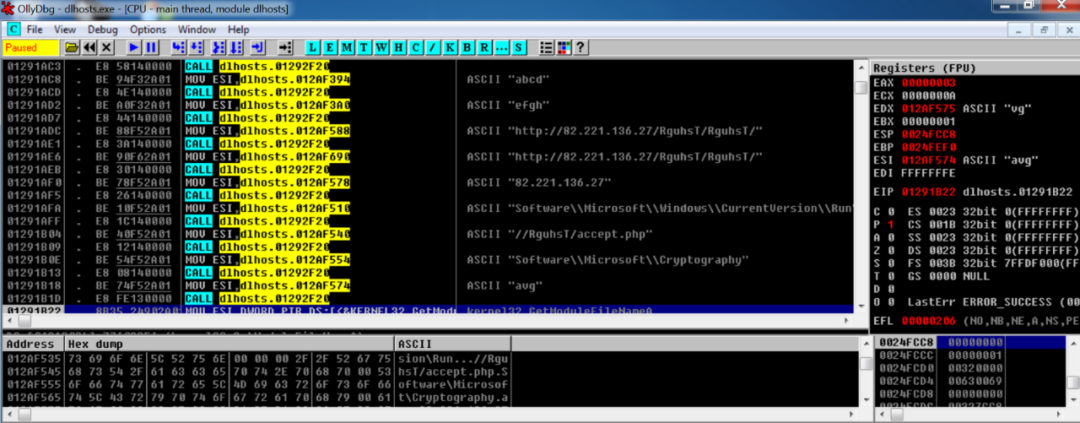 OllyDbg - dlhosts.exe - [CPU - main thread, module dlhosts]
C File View Debug Options Window Help
Paused L E M T W H C / K B R ... S ?
01291AC3 . E8 58140000 CALL dlhosts.01292F20
01291AC8 . BE 94F32A01 MOV ESI,dlhosts.012AF394 ASCII "abcd"
01291ACD . E8 4E140000 CALL dlhosts.01292F20
01291AD2 . BE A0F32A01 MOV ESI,dlhosts.012AF3A0 ASCII "efgh"
01291AD7 . E8 44140000 CALL dlhosts.01292F20
01291ADC . BE 88F52A01 MOV ESI,dlhosts.012AF588 ASCII "http://82.221.136.27/RguhsT/RguhsT/"
01291AE1 . E8 3A140000 CALL dlhosts.01292F20
01291AE6 . BE 90F62A01 MOV ESI,dlhosts.012AF690 ASCII "http://82.221.136.27/RguhsT/RguhsT/"
01291AEB . E8 30140000 CALL dlhosts.01292F20
01291AF0 . BE 78F52A01 MOV ESI,dlhosts.012AF578 ASCII "82.221.136.27"
01291AF5 . E8 26140000 CALL dlhosts.01292F20
01291AFA . BE 10F52A01 MOV ESI,dlhosts.012AF510 ASCII "Software\\Microsoft\\Windows\\CurrentVersion\\Run
01291AFF . E8 1C140000 CALL dlhosts.01292F20
01291B04 . BE 40F52A01 MOV ESI,dlhosts.012AF540 ASCII "//RguhsT/accept.php"
01291B09 . E8 12140000 CALL dlhosts.01292F20
01291B0E . BE 54F52A01 MOV ESI,dlhosts.012AF554 ASCII "Software\\Microsoft\\Cryptography"
01291B13 . E8 08140000 CALL dlhosts.01292F20
01291B18 . BE 74F52A01 MOV ESI,dlhosts.012AF574 ASCII "avg"
01291B1D . E8 FE130000 CALL dlhosts.01292F20
01291B22 . 8B35 24902A01 MOV ESI,DWORD PTR DS:[<&KERNEL32.GetModu kernel32.GetModuleFileNameA
Registers (FPU)
EAX 00000003
ECX 0000000A
EDX 012AF575 ASCII "vg"
EBX 00000001
ESP 0024FCC8
EBP 0024FEF0
ESI 012AF574 ASCII "avg"
EDI FFFFFFFE
EIP 01291B22 dlhosts.01291B22
C 0 ES 0023 32bit 0(FFFFFFFF)
P 1 CS 001B 32bit 0(FFFFFFFF)
A 0 SS 0023 32bit 0(FFFFFFFF)
Z 0 DS 0023 32bit 0(FFFFFFFF)
S 0 FS 003B 32bit 7FFDF000(FF
T 0 GS 0000 NULL
D 0
O 0 LastErr ERROR_SUCCESS (00
EFL 00000206 (NO,NB,NE,A,NS,PE
Address Hex dump ASCII
012AF535 73 69 6F 6E 5C 52 75 6E 00 00 00 2F 2F 52 67 75 sion\Run...//Rgu
012AF545 68 73 54 2F 61 63 63 65 70 74 2E 70 68 70 00 53 hsT/accept.php.S
012AF555 6F 66 74 77 61 72 65 5C 4D 69 63 72 6F 73 6F 66 oftware\Microsof
012AF565 74 5C 43 72 79 70 74 6F 67 72 61 70 68 79 00 61 t\Cryptography.a
0024FCC8 00000000
0024FCCC 00000001
0024FCD0 00320000
0024FCD4 00630069
0024FCD8 00000000